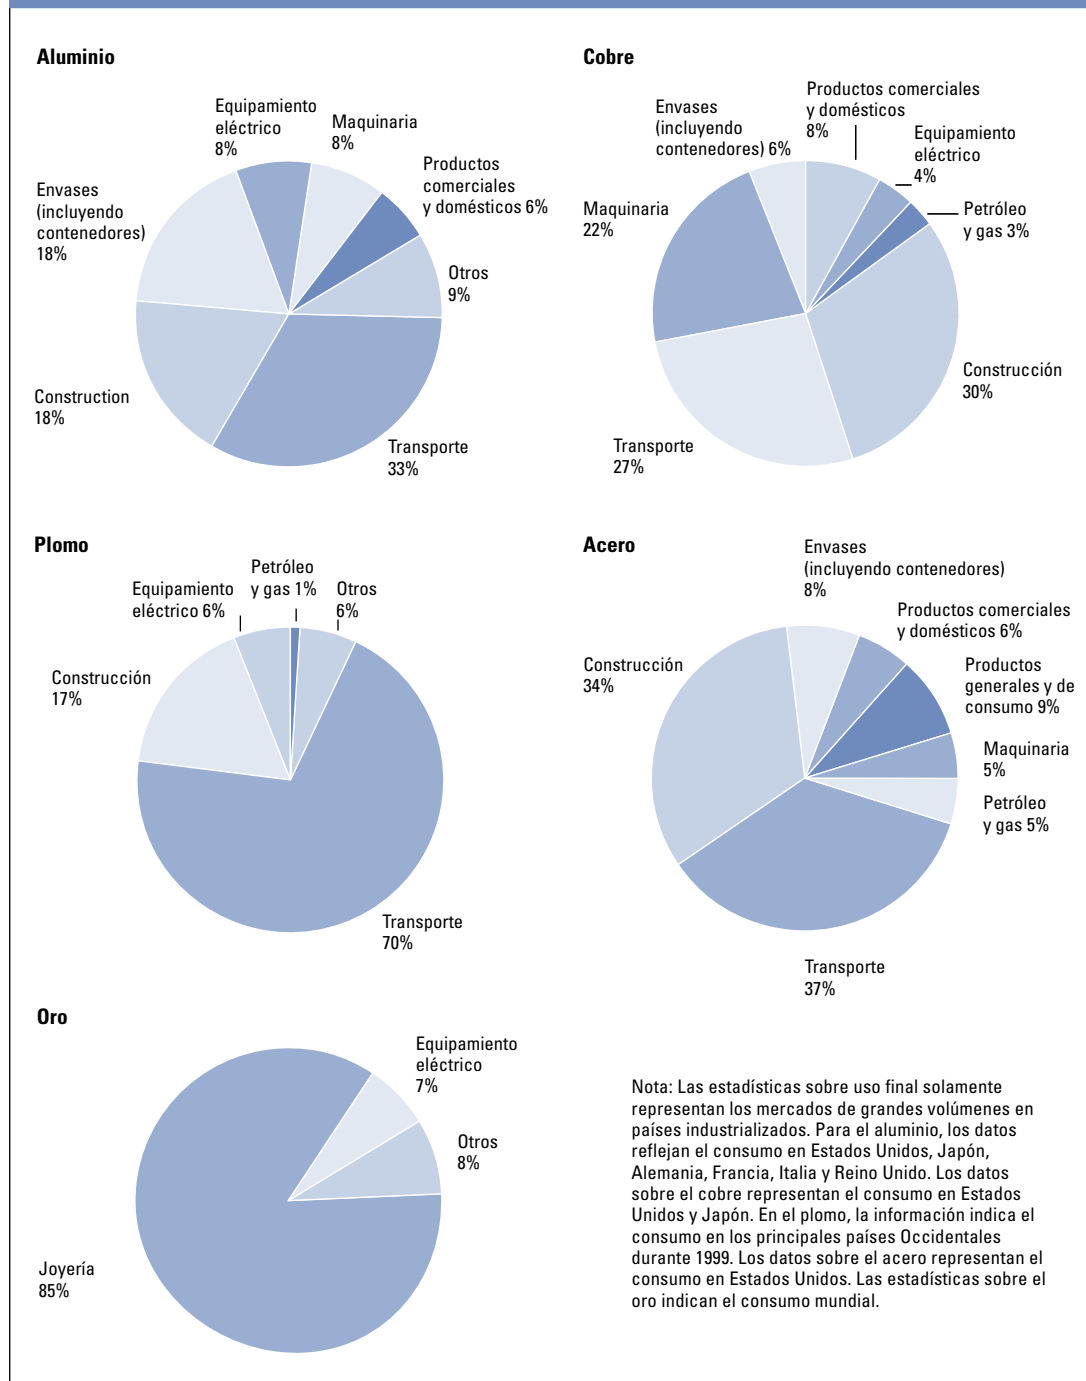 Aluminio
Equipamiento
eléctrico
8%
Maquinaria
8%
Productos
comerciales
y domésticos 6%
Otros
9%
Envases
(incluyendo
contenedores)
18%
Construction
18%
Transporte
33%
Cobre
Productos comerciales
y domésticos
8%
Envases
(incluyendo
contenedores) 6%
Equipamiento
eléctrico
4%
Petróleo
y gas 3%
Maquinaria
22%
Construcción
30%
Transporte
27%
Plomo
Petróleo
y gas 1%
Otros
6%
Equipamiento
eléctrico 6%
Construcción
17%
Transporte
70%
Acero
Envases
(incluyendo contenedores)
8%
Productos comerciales
y domésticos 6%
Productos
generales y de
consumo 9%
Maquinaria
5%
Petróleo
y gas 5%
Construcción
34%
Transporte
37%
Oro
Equipamiento
eléctrico
7%
Otros
8%
Joyería
85%
Nota: Las estadísticas sobre uso final solamente
representan los mercados de grandes volúmenes en
países industrializados. Para el aluminio, los datos
reflejan el consumo en Estados Unidos, Japón,
Alemania, Francia, Italia y Reino Unido. Los datos
sobre el cobre representan el consumo en Estados
Unidos y Japón. En el plomo, la información indica el
consumo en los principales países Occidentales
durante 1999. Los datos sobre el acero representan el
consumo en Estados Unidos. Las estadísticas sobre el
oro indican el consumo mundial.